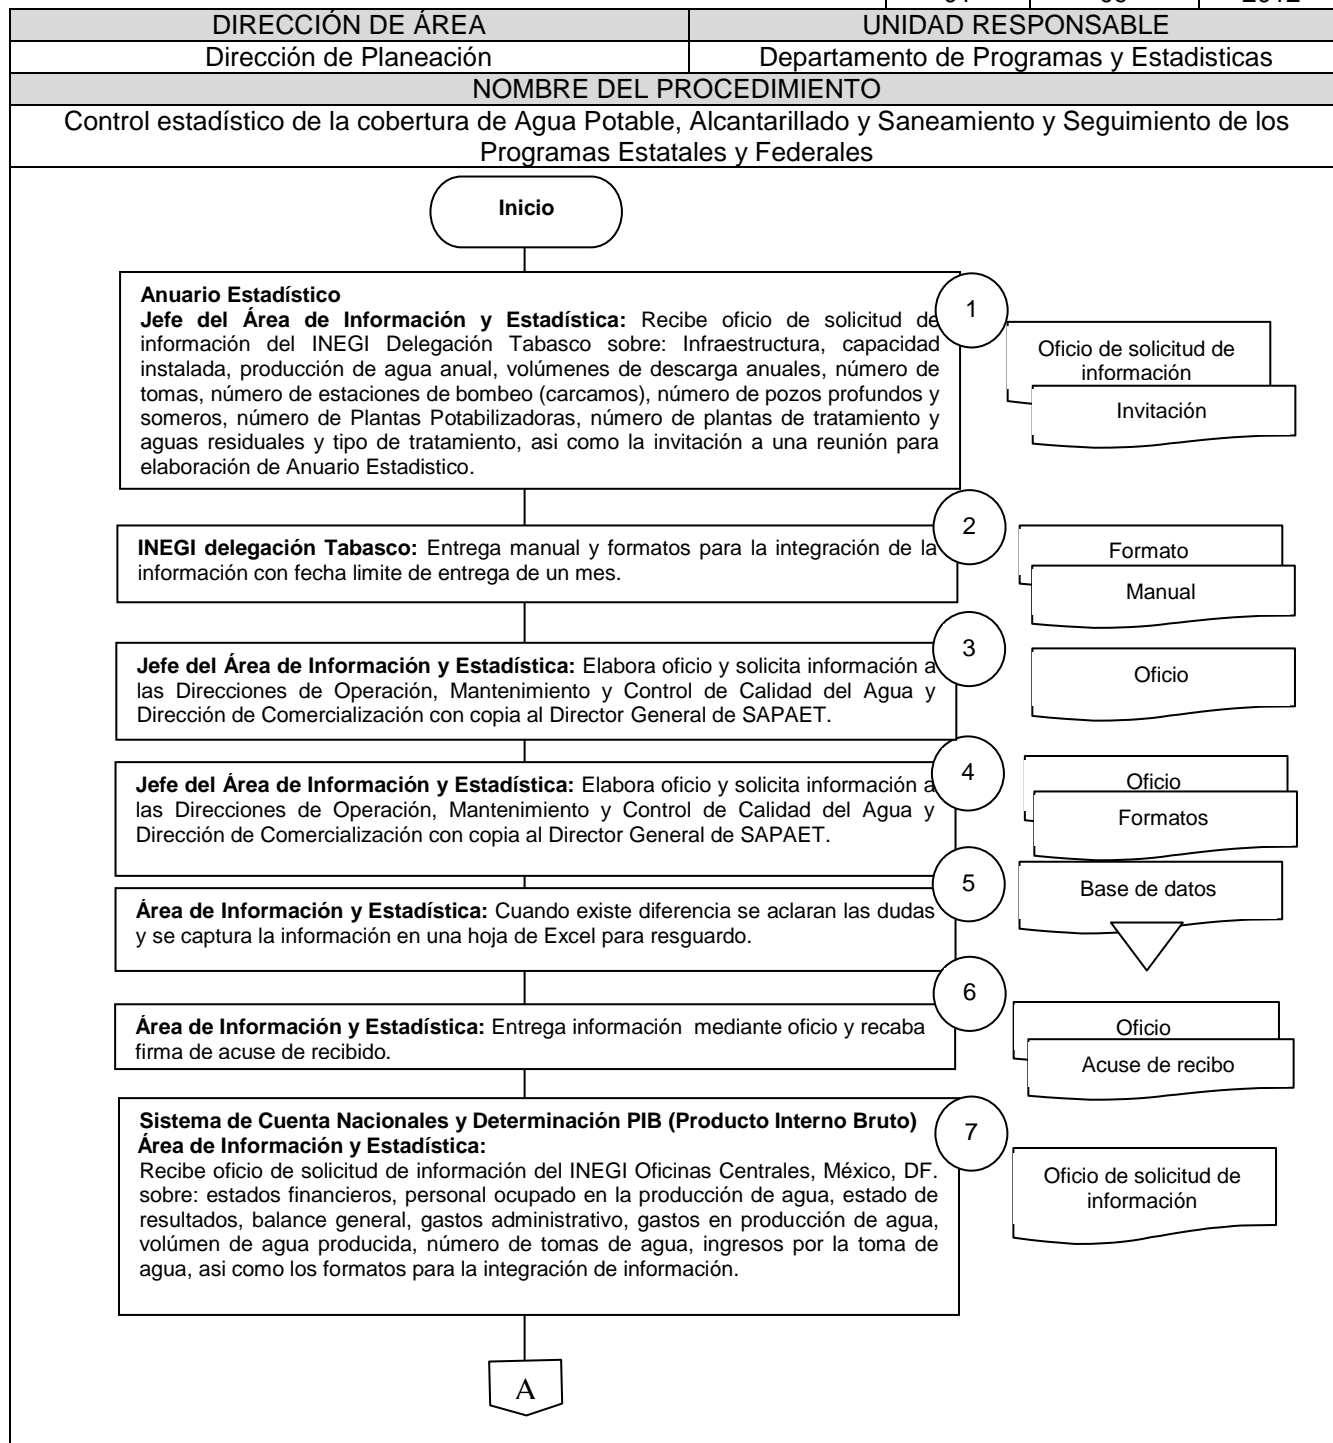 DIRECCIÓN DE ÁREA
UNIDAD RESPONSABLE
Dirección de Planeación
Departamento de Programas y Estadisticas
NOMBRE DEL PROCEDIMIENTO
Control estadístico de la cobertura de Agua Potable, Alcantarillado y Saneamiento y Seguimiento de los
Programas Estatales y Federales
Inicio
Anuario Estadístico
Jefe del Área de Información y Estadística: Recibe oficio de solicitud de
información del INEGI Delegación Tabasco sobre: Infraestructura, capacidad
instalada, producción de agua anual, volúmenes de descarga anuales, número de
tomas, número de estaciones de bombeo (carcamos), número de pozos profundos y
someros, número de Plantas Potabilizadoras, número de plantas de tratamiento y
aguas residuales y tipo de tratamiento, asi como la invitación a una reunión para
elaboración de Anuario Estadistico.
1
Oficio de solicitud de
información
Invitación
INEGI delegación Tabasco: Entrega manual y formatos para la integración de la
información con fecha limite de entrega de un mes.
2
Formato
Manual
Jefe del Área de Información y Estadística: Elabora oficio y solicita información a
las Direcciones de Operación, Mantenimiento y Control de Calidad del Agua y
Dirección de Comercialización con copia al Director General de SAPAET.
3
Oficio
Jefe del Área de Información y Estadística: Elabora oficio y solicita información a
las Direcciones de Operación, Mantenimiento y Control de Calidad del Agua y
Dirección de Comercialización con copia al Director General de SAPAET.
4
Oficio
Formatos
Área de Información y Estadística: Cuando existe diferencia se aclaran las dudas
y se captura la información en una hoja de Excel para resguardo.
5
Base de datos
Área de Información y Estadística: Entrega información mediante oficio y recaba
firma de acuse de recibido.
6
Oficio
Acuse de recibo
Sistema de Cuenta Nacionales y Determinación PIB (Producto Interno Bruto)
Área de Información y Estadística:
Recibe oficio de solicitud de información del INEGI Oficinas Centrales, México, DF.
sobre: estados financieros, personal ocupado en la producción de agua, estado de
resultados, balance general, gastos administrativo, gastos en producción de agua,
volúmen de agua producida, número de tomas de agua, ingresos por la toma de
agua, asi como los formatos para la integración de información.
7
Oficio de solicitud de
información
A